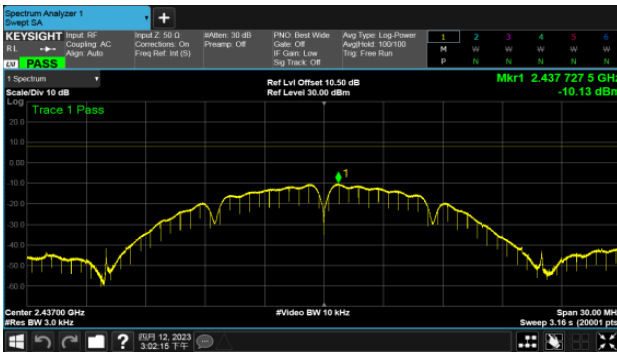 Spectrum Analyzer 1
Swept SA
KEYSIGHT
Input: RF
Coupling: AC
Align: Auto
Input Z: 50 Ω
Corrections: On
Freq Ref: Int (S)
#Atten: 30 dB
Preamp: Off
PNO: Best Wide
Gate: Off
IF Gain: Low
Sig Track: Off
Avg Type: Log-Power
Avg|Hold: 100/100
Trig: Free Run
1 2 3 4 5 6
M W W W W W
P N N N N N
RL
LXI PASS
1 Spectrum
Scale/Div 10 dB
Ref Lvl Offset 10.50 dB
Ref Level 30.00 dBm
Mkr1 2.437 727 5 GHz
-10.13 dBm
Log
Trace 1 Pass
20.0
10.0
0.00
-10.0
-20.0
-30.0
-40.0
-50.0
-60.0
1
Center 2.43700 GHz
#Res BW 3.0 kHz
#Video BW 10 kHz
Span 30.00 MHz
Sweep 3.16 s (20001 pts)
?
四月 12, 2023
3:02:15 下午